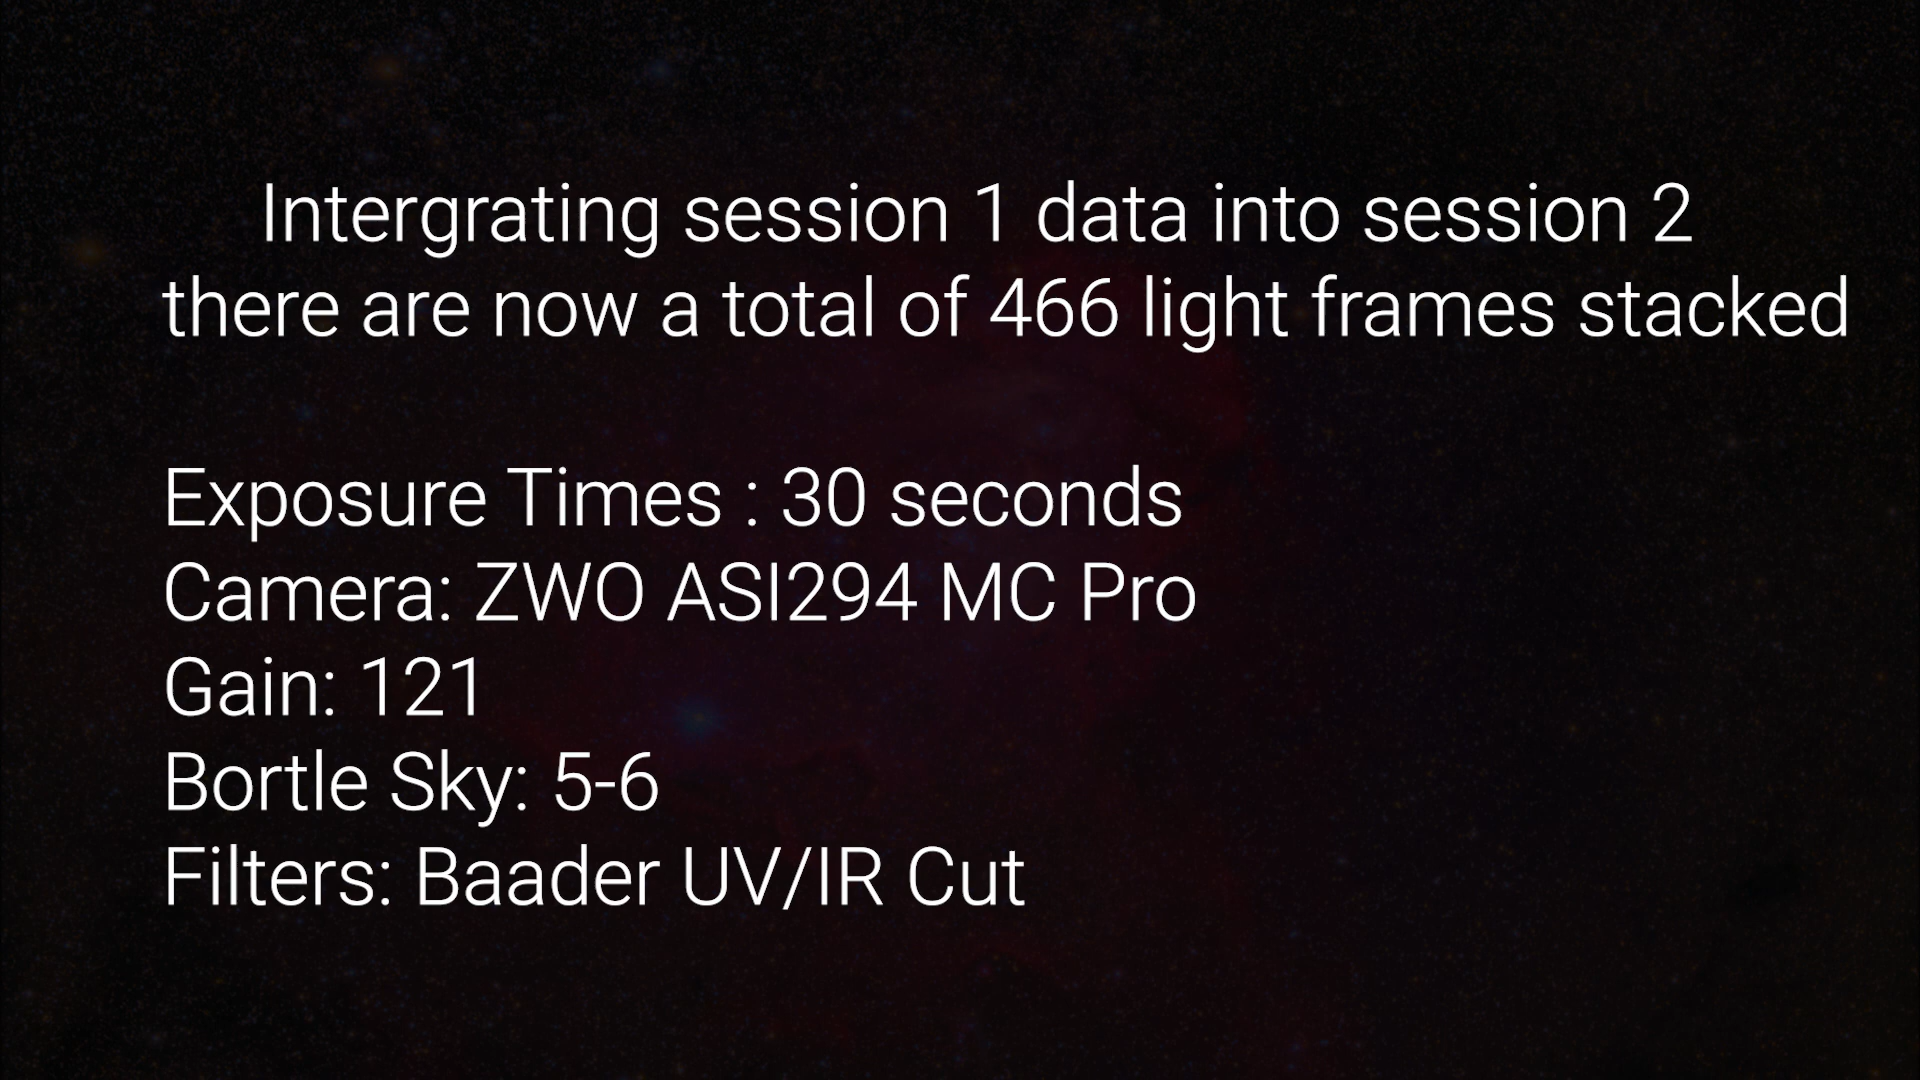 Intergrating session 1 data into session 2
there are now a total of 466 light frames stacked
Exposure Times : 30 seconds
Camera: ZWO ASI294 MC Pro
Gain: 121
Bortle Sky: 5-6
Filters: Baader UV/IR Cut